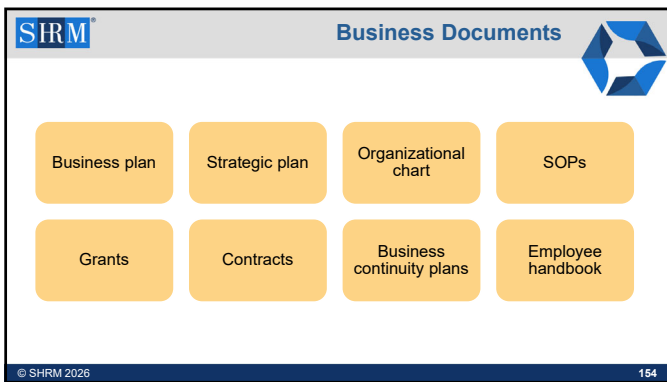 SHRM®
Business Documents
Business plan
Strategic plan
Organizational
chart
SOPs
Grants
Contracts
Business
continuity plans
Employee
handbook
© SHRM 2026
154